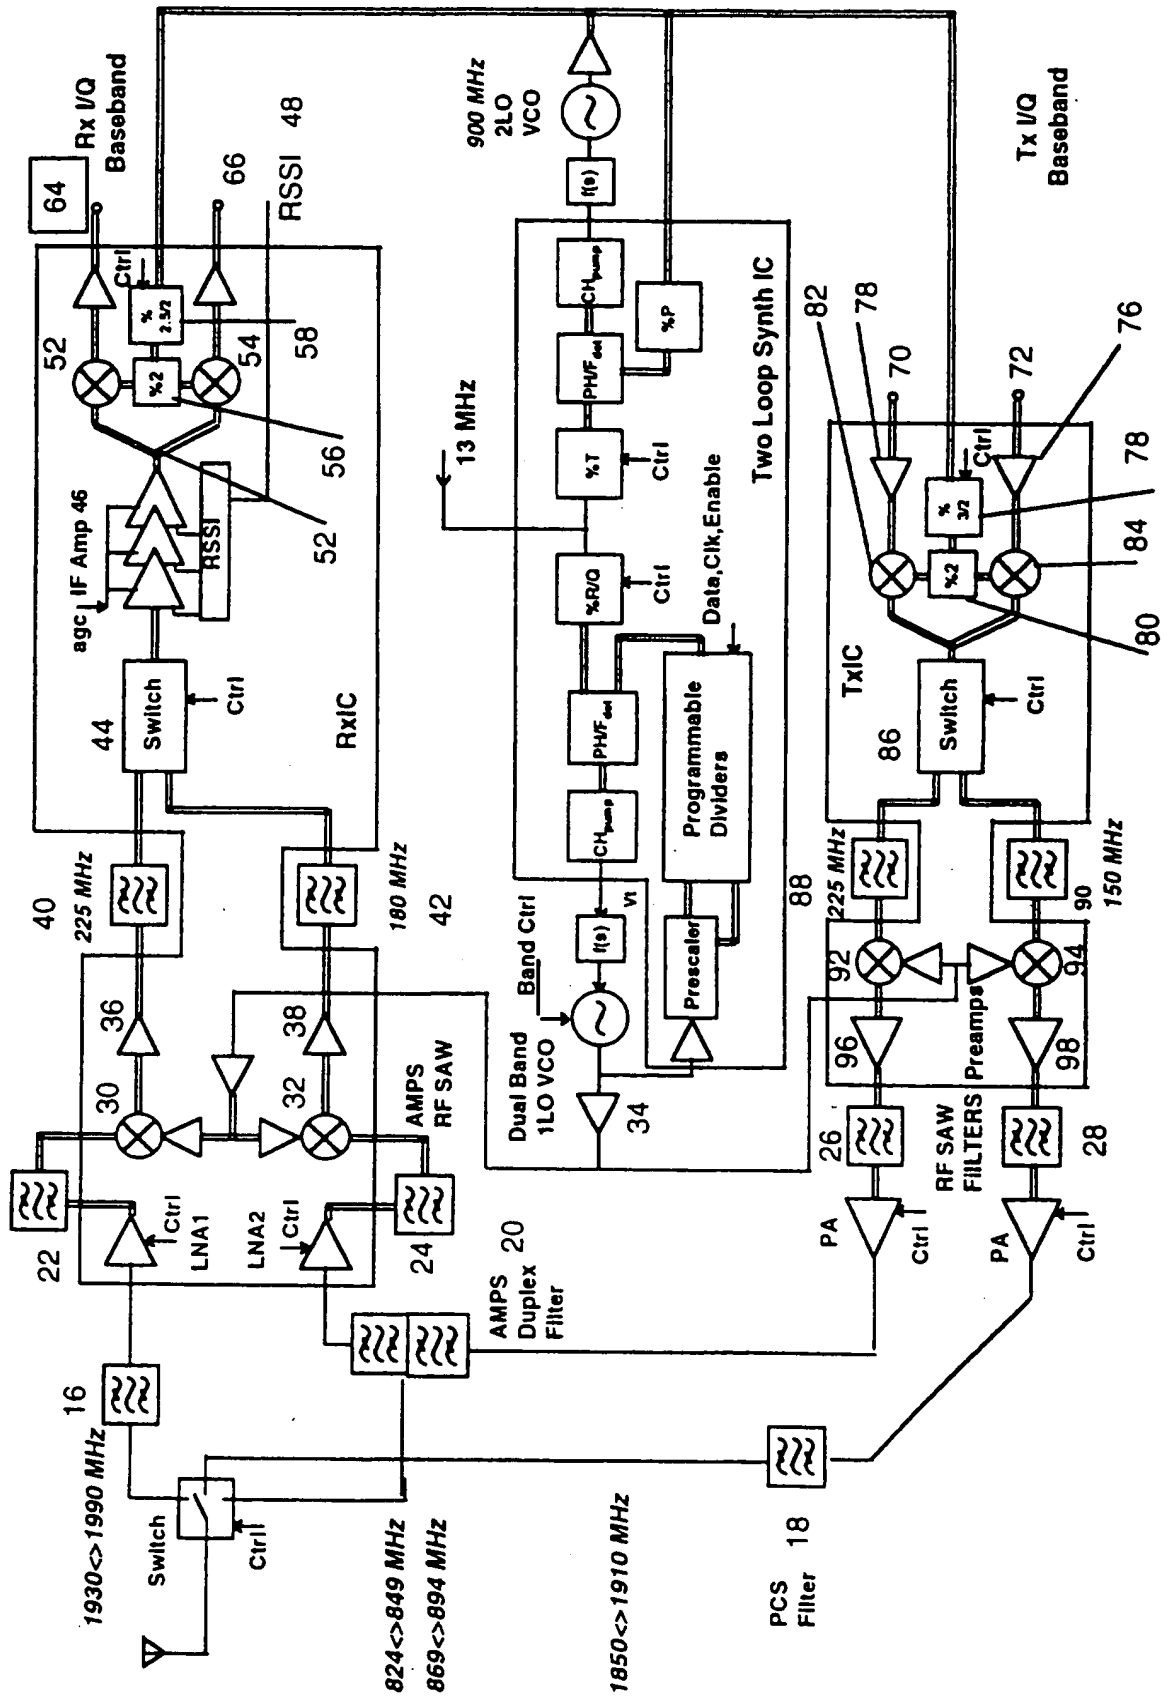 64
Rx I/Q
Baseband
66
RSSI 48
52
Ctrl
%
2.5/2
%2
54
58
56
52
agc
IF Amp 46
RSSI
44
Switch
Ctrl
RxIC
40
225 MHz
180 MHz
42
36
38
30
32
AMPS
RF SAW
22
24
Ctrl
LNA1
LNA2
Ctrl
16
1930<>1990 MHz
Switch
Ctrl
20
AMPS
Duplex
Filter
824<>849 MHz
869<>894 MHz
1850<>1910 MHz
PCS
Filter
18
900 MHz
2LO
VCO
f(s)
CHpump
PH/Fdet
%P
%T
Ctrl
13 MHz
%R/Q
Ctrl
Two Loop Synth IC
Data,Clk,Enable
PH/Fdet
CHpump
Programmable
Dividers
Prescaler
Vt
f(s)
Band Ctrl
Dual Band
1LO VCO
34
88
Tx I/Q
Baseband
82
78
70
72
76
78
84
80
%
3/2
Ctrl
%2
TxIC
86
Switch
Ctrl
225 MHz
90
150 MHz
92
94
96
98
Preamps
26
28
RF SAW
FIlLTERS
PA
Ctrl
PA
Ctrl